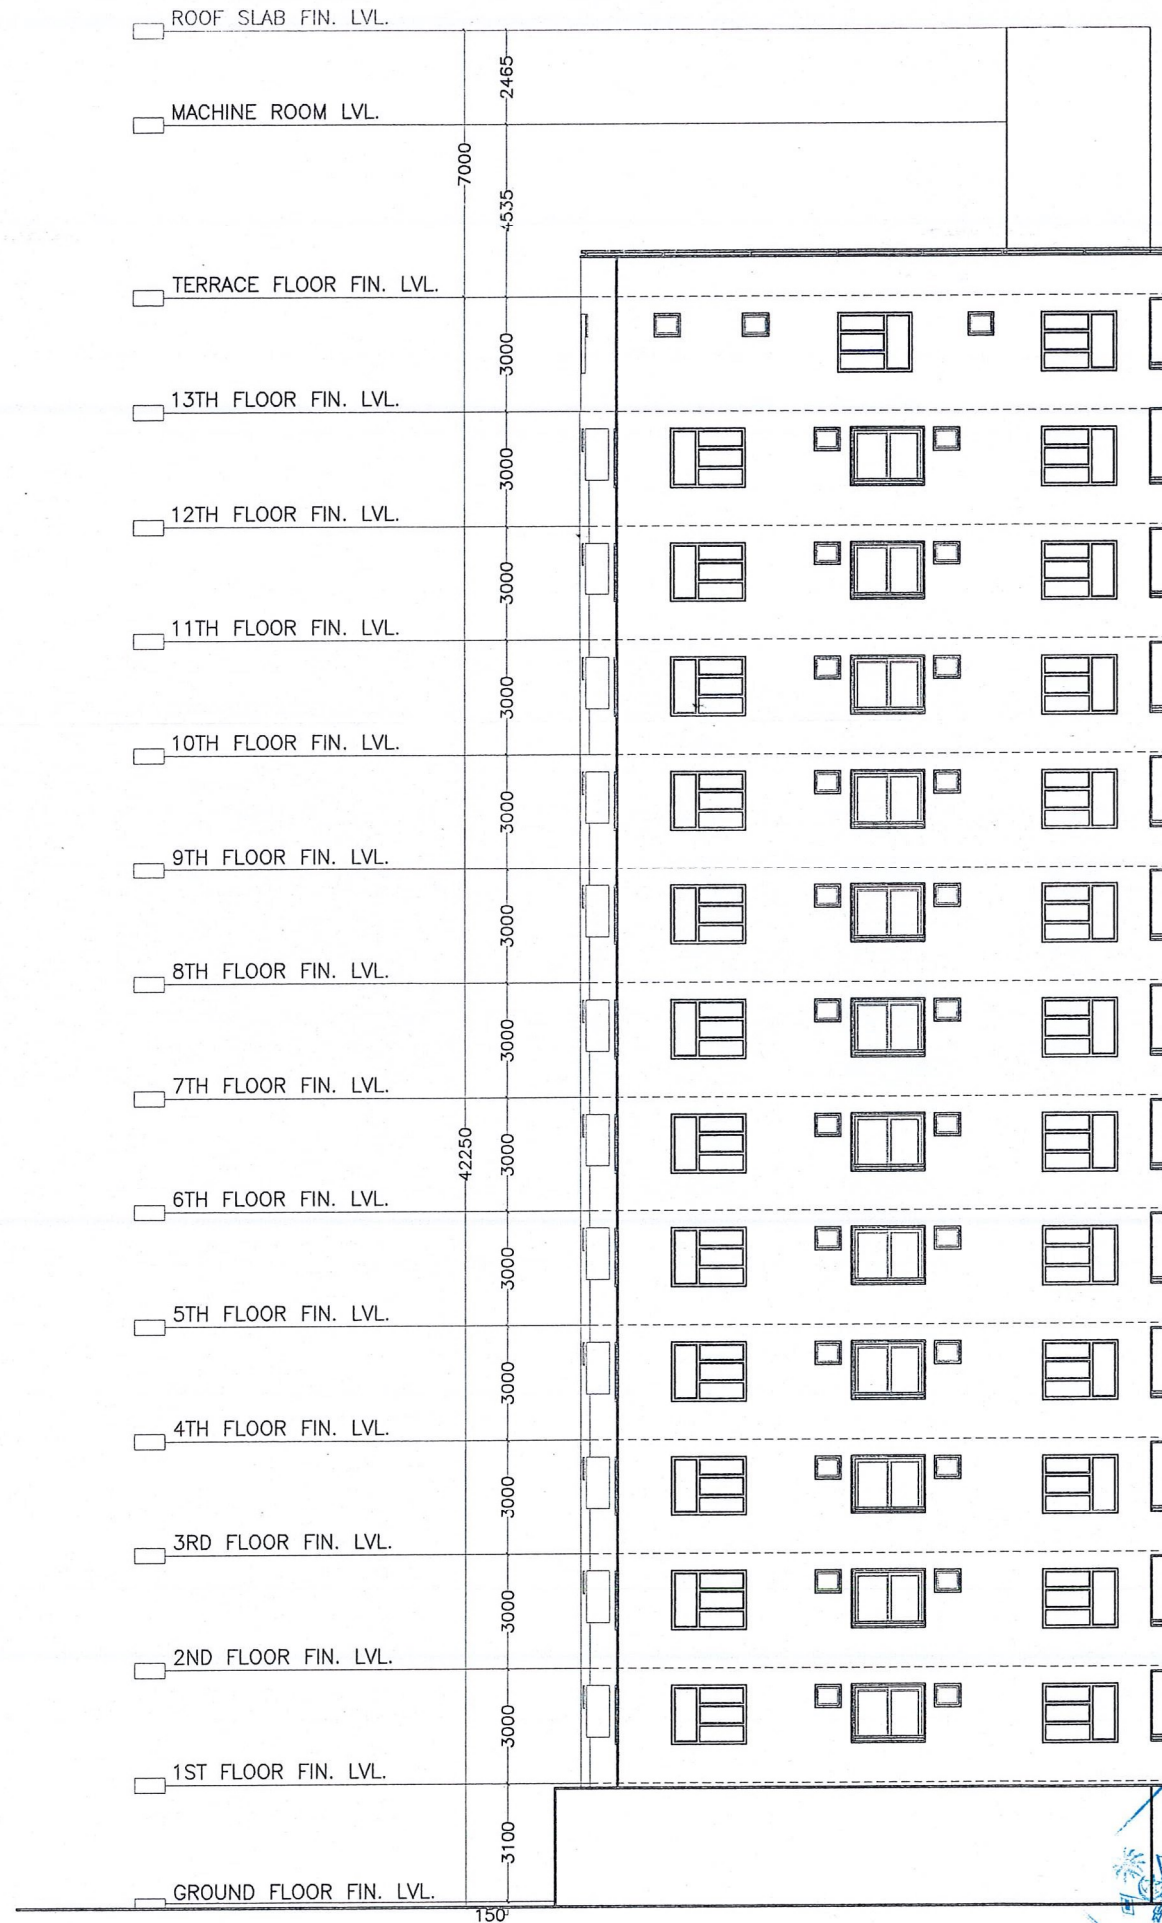 ROOF SLAB FIN. LVL.
2465
MACHINE ROOM LVL.
7000
4535
TERRACE FLOOR FIN. LVL.
3000
13TH FLOOR FIN. LVL.
3000
12TH FLOOR FIN. LVL.
3000
11TH FLOOR FIN. LVL.
3000
10TH FLOOR FIN. LVL.
3000
9TH FLOOR FIN. LVL.
3000
8TH FLOOR FIN. LVL.
3000
7TH FLOOR FIN. LVL.
42250
3000
6TH FLOOR FIN. LVL.
3000
5TH FLOOR FIN. LVL.
3000
4TH FLOOR FIN. LVL.
3000
3RD FLOOR FIN. LVL.
3000
2ND FLOOR FIN. LVL.
3000
1ST FLOOR FIN. LVL.
3100
GROUND FLOOR FIN. LVL.
150